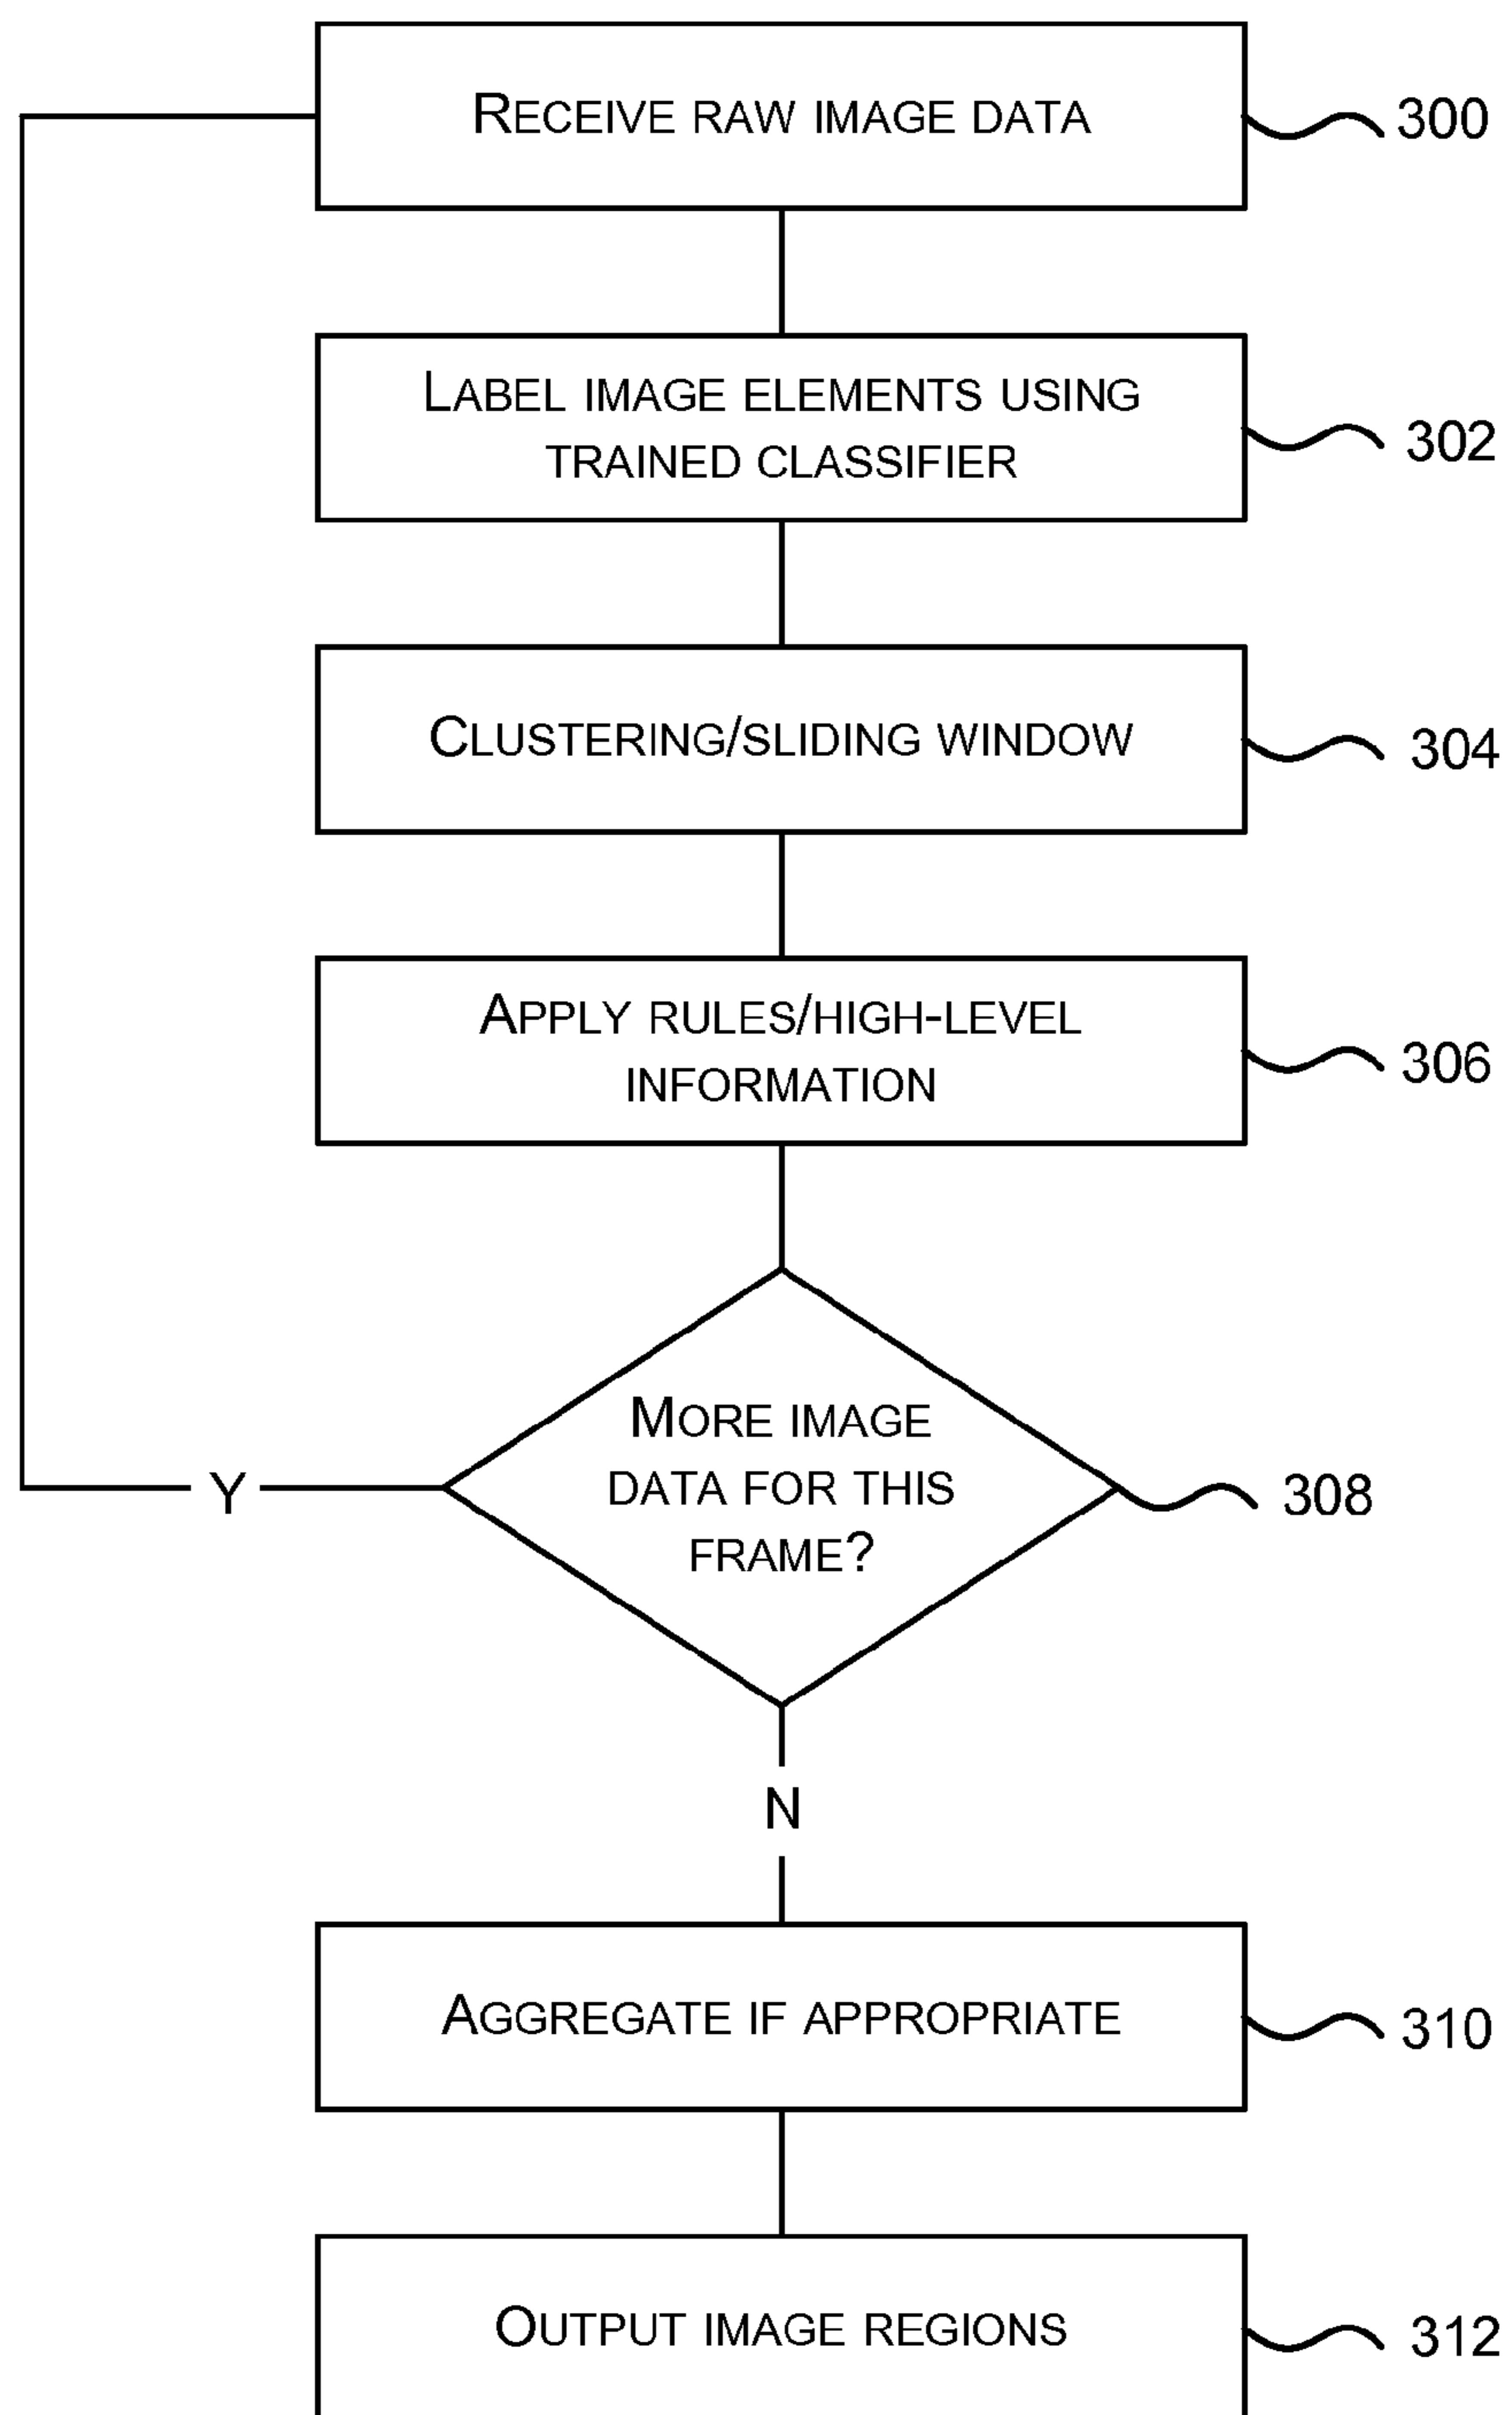 RECEIVE RAW IMAGE DATA
300
LABEL IMAGE ELEMENTS USING
TRAINED CLASSIFIER
302
CLUSTERING/SLIDING WINDOW
304
APPLY RULES/HIGH-LEVEL
INFORMATION
306
MORE IMAGE
DATA FOR THIS
FRAME?
308
Y
N
AGGREGATE IF APPROPRIATE
310
OUTPUT IMAGE REGIONS
312